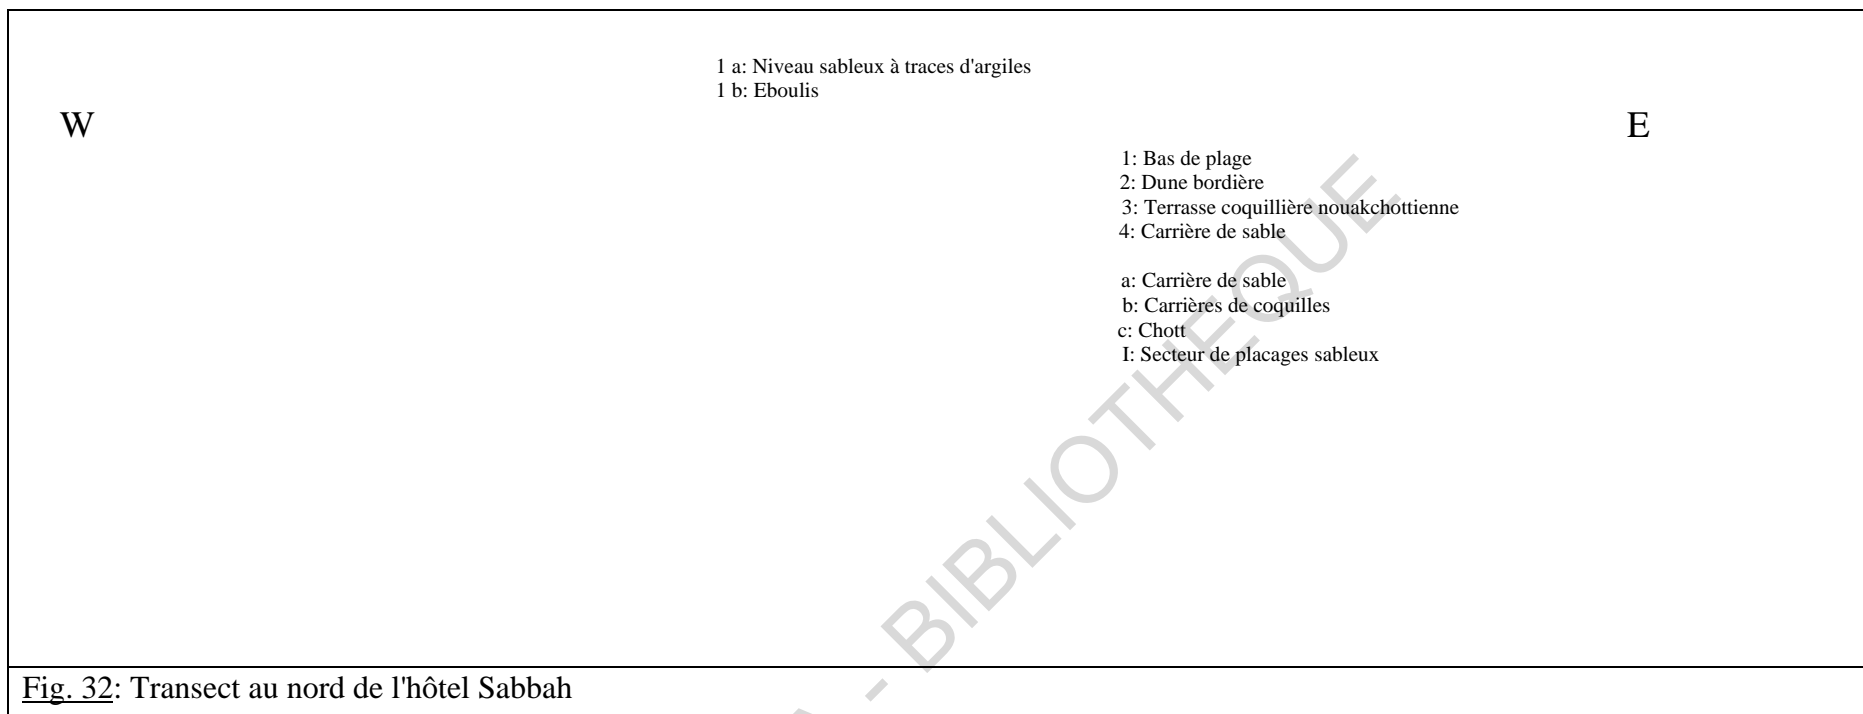 1 a: Niveau sableux à traces d'argiles
1 b: Eboulis
W
E
1: Bas de plage
2: Dune bordière
3: Terrasse coquillière nouakchottienne
4: Carrière de sable
a: Carrière de sable
b: Carrières de coquilles
c: Chott
I: Secteur de placages sableux
- BIBLIOTHEQUE
Fig. 32: Transect au nord de l'hôtel Sabbah